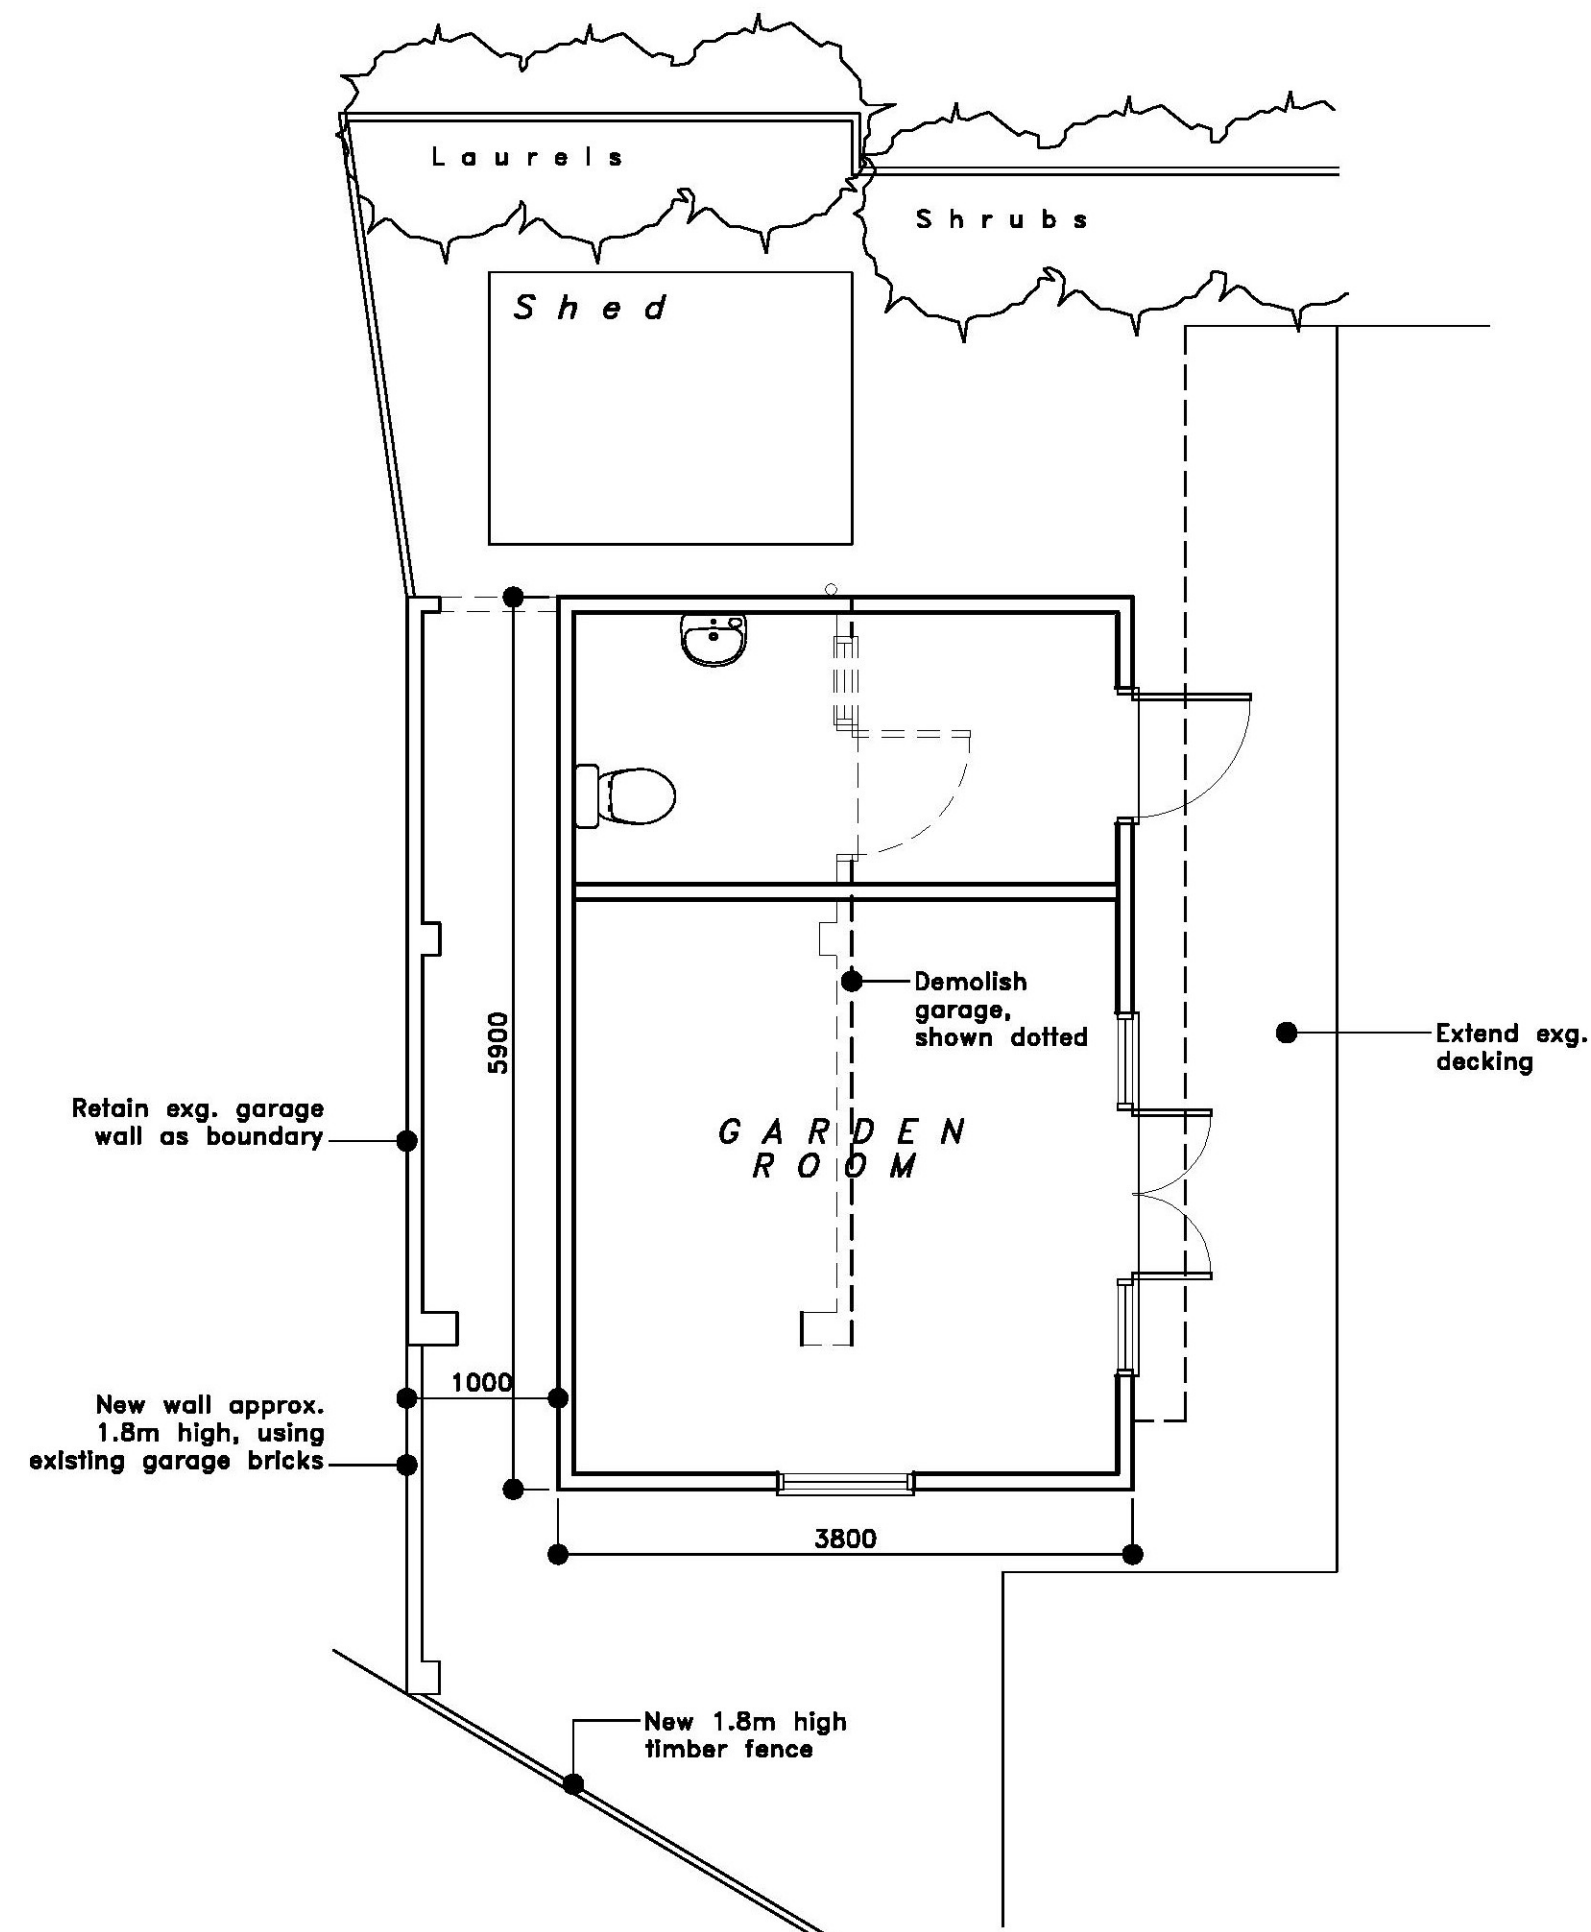 Laurels
Shrubs
Shed
Demolish
garage,
shown dotted
5900
Extend exg.
decking
Retain exg. garage
wall as boundary
GARDEN
ROOM
1000
New wall approx.
1.8m high, using
existing garage bricks
3800
New 1.8m high
timber fence